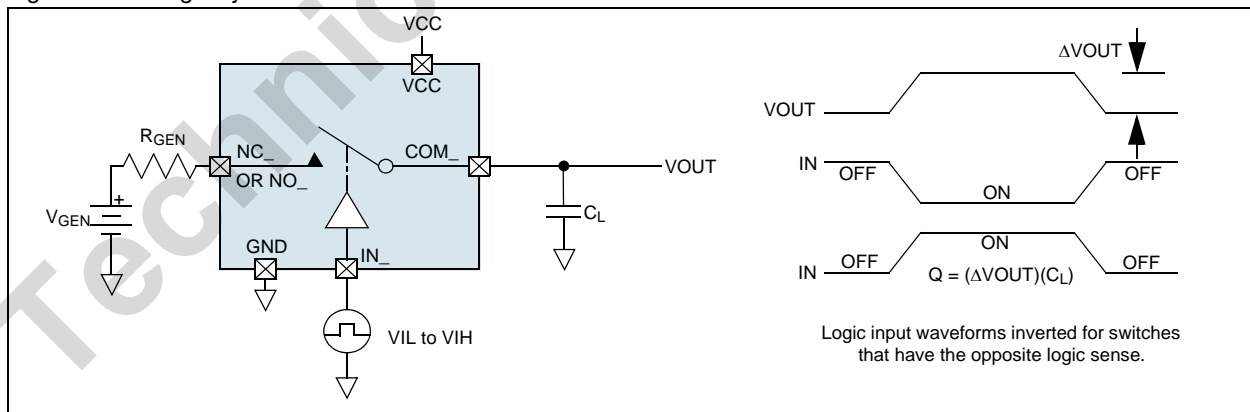 VCC
VCC
RGEN
NC_
OR NO_
COM_
VOUT
VGEN
+
CL
GND
IN_
VIL to VIH
ΔVOUT
VOUT
IN
OFF
ON
OFF
IN
OFF
ON
OFF
Q = (ΔVOUT)(CL)
Logic input waveforms inverted for switches
that have the opposite logic sense.
Technic